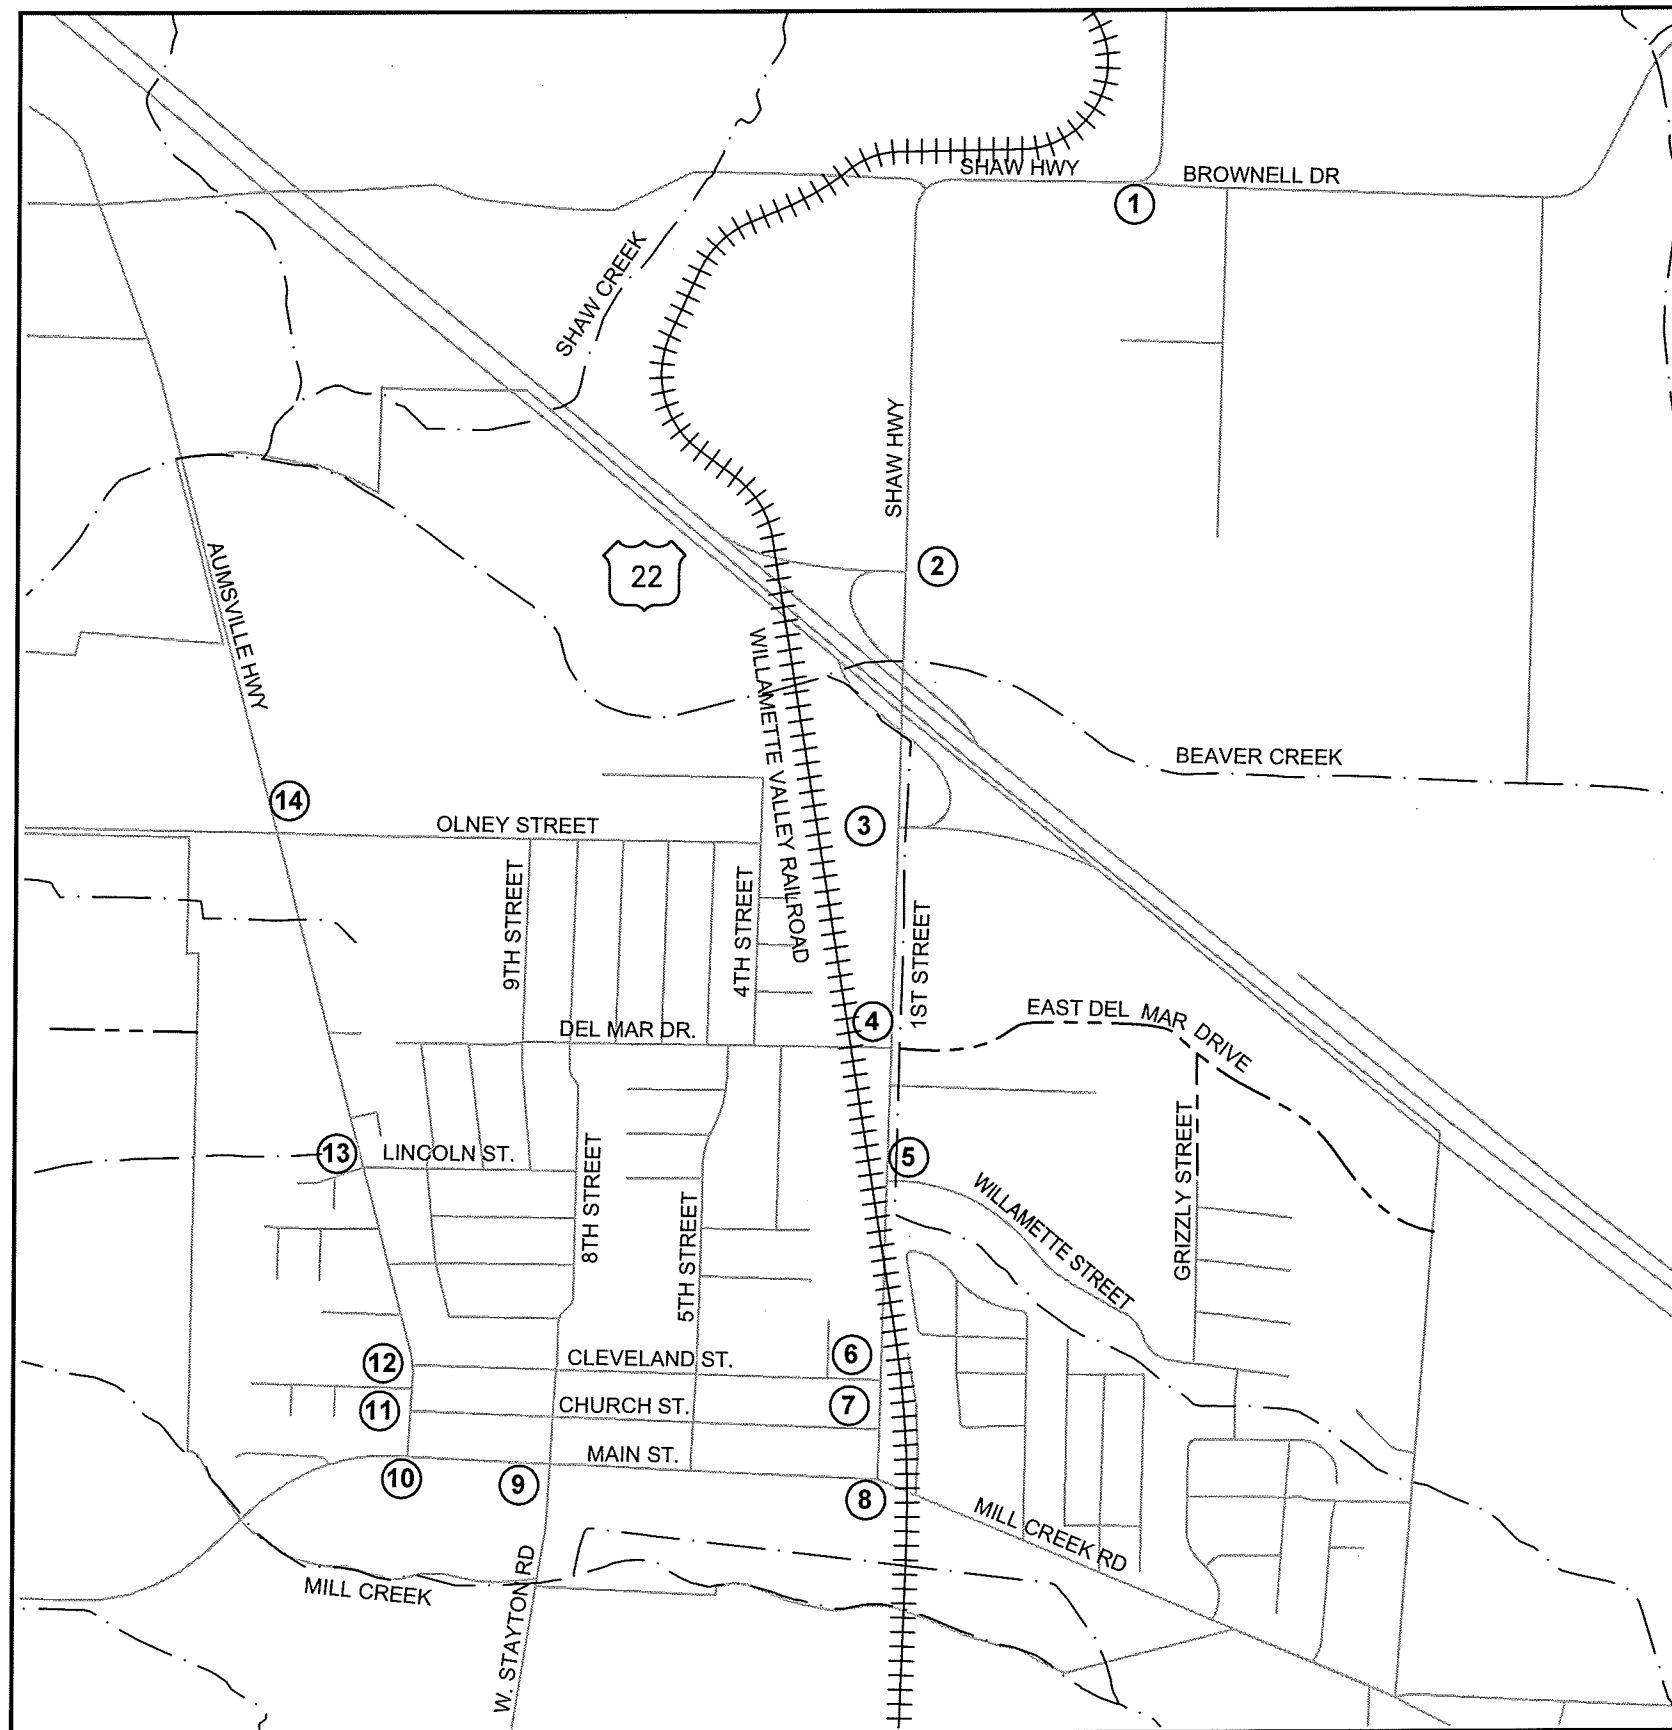 SHAW HWY
BROWNELL DR
1
SHAW CREEK
SHAW HWY
2
22
AUMSVILLE HWY
WILLAMETTE VALLEY RAILROAD
BEAVER CREEK
14
OLNEY STREET
3
9TH STREET
4TH STREET
1ST STREET
4
EAST DEL MAR DRIVE
DEL MAR DR.
GRIZZLY STREET
13
LINCOLN ST.
5
8TH STREET
5TH STREET
WILLAMETTE STREET
12
CLEVELAND ST.
6
11
CHURCH ST.
7
MAIN ST.
10
9
8
MILL CREEK RD
MILL CREEK
W. STAYTON RD